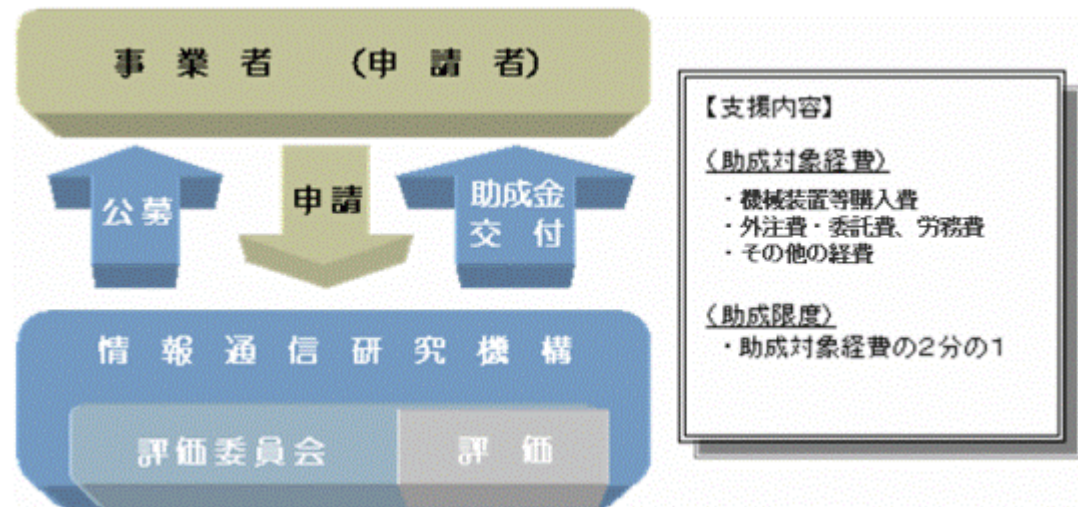 事業者 (申請者)
公募
申請
助成金
交付
情報通信研究機構
評価委員会
評価
【支援内容】
〈助成対象経費〉
・機械装置等購入費
・外注費・委託費、労務費
・その他の経費
〈助成限度〉
・助成対象経費の2分の1